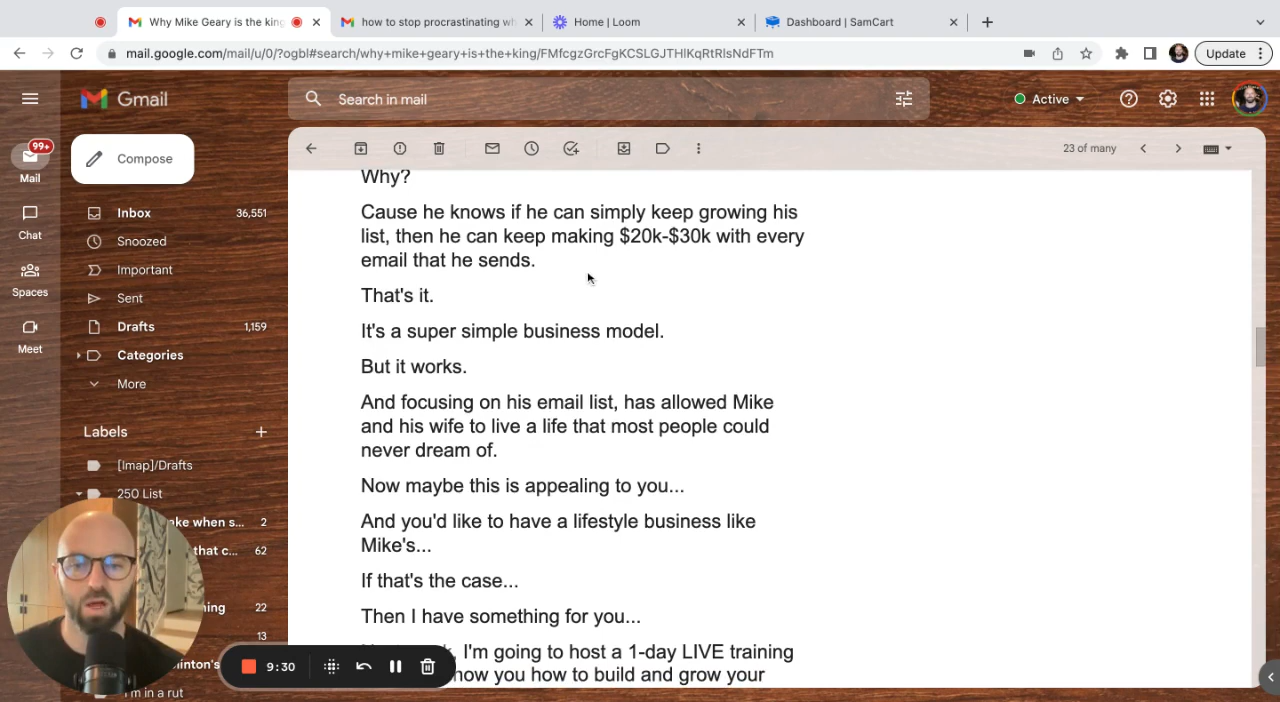 Why Mike Geary is the king
how to stop procrastinating wh
Home | Loom
Dashboard | SamCart
mail.google.com/mail/u/0/?ogbl#search/why+mike+geary+is+the+king/FMfcgzGrcFgKCSLGJTHlKqRtRlsNdFTm
Update
Gmail
Search in mail
Active
99+
Mail
Compose
23 of many
Chat
Spaces
Meet
Inbox 36,551
Snoozed
Important
Sent
Drafts 1,159
Categories
More
Labels
[Imap]/Drafts
250 List
ke when s... 2
that c... 62
ning 22
13
inton's
I'm in a rut
Why?
Cause he knows if he can simply keep growing his
list, then he can keep making $20k-$30k with every
email that he sends.
That's it.
It's a super simple business model.
But it works.
And focusing on his email list, has allowed Mike
and his wife to live a life that most people could
never dream of.
Now maybe this is appealing to you...
And you'd like to have a lifestyle business like
Mike's...
If that's the case...
Then I have something for you...
I'm going to host a 1-day LIVE training
how you how to build and grow your
9:30